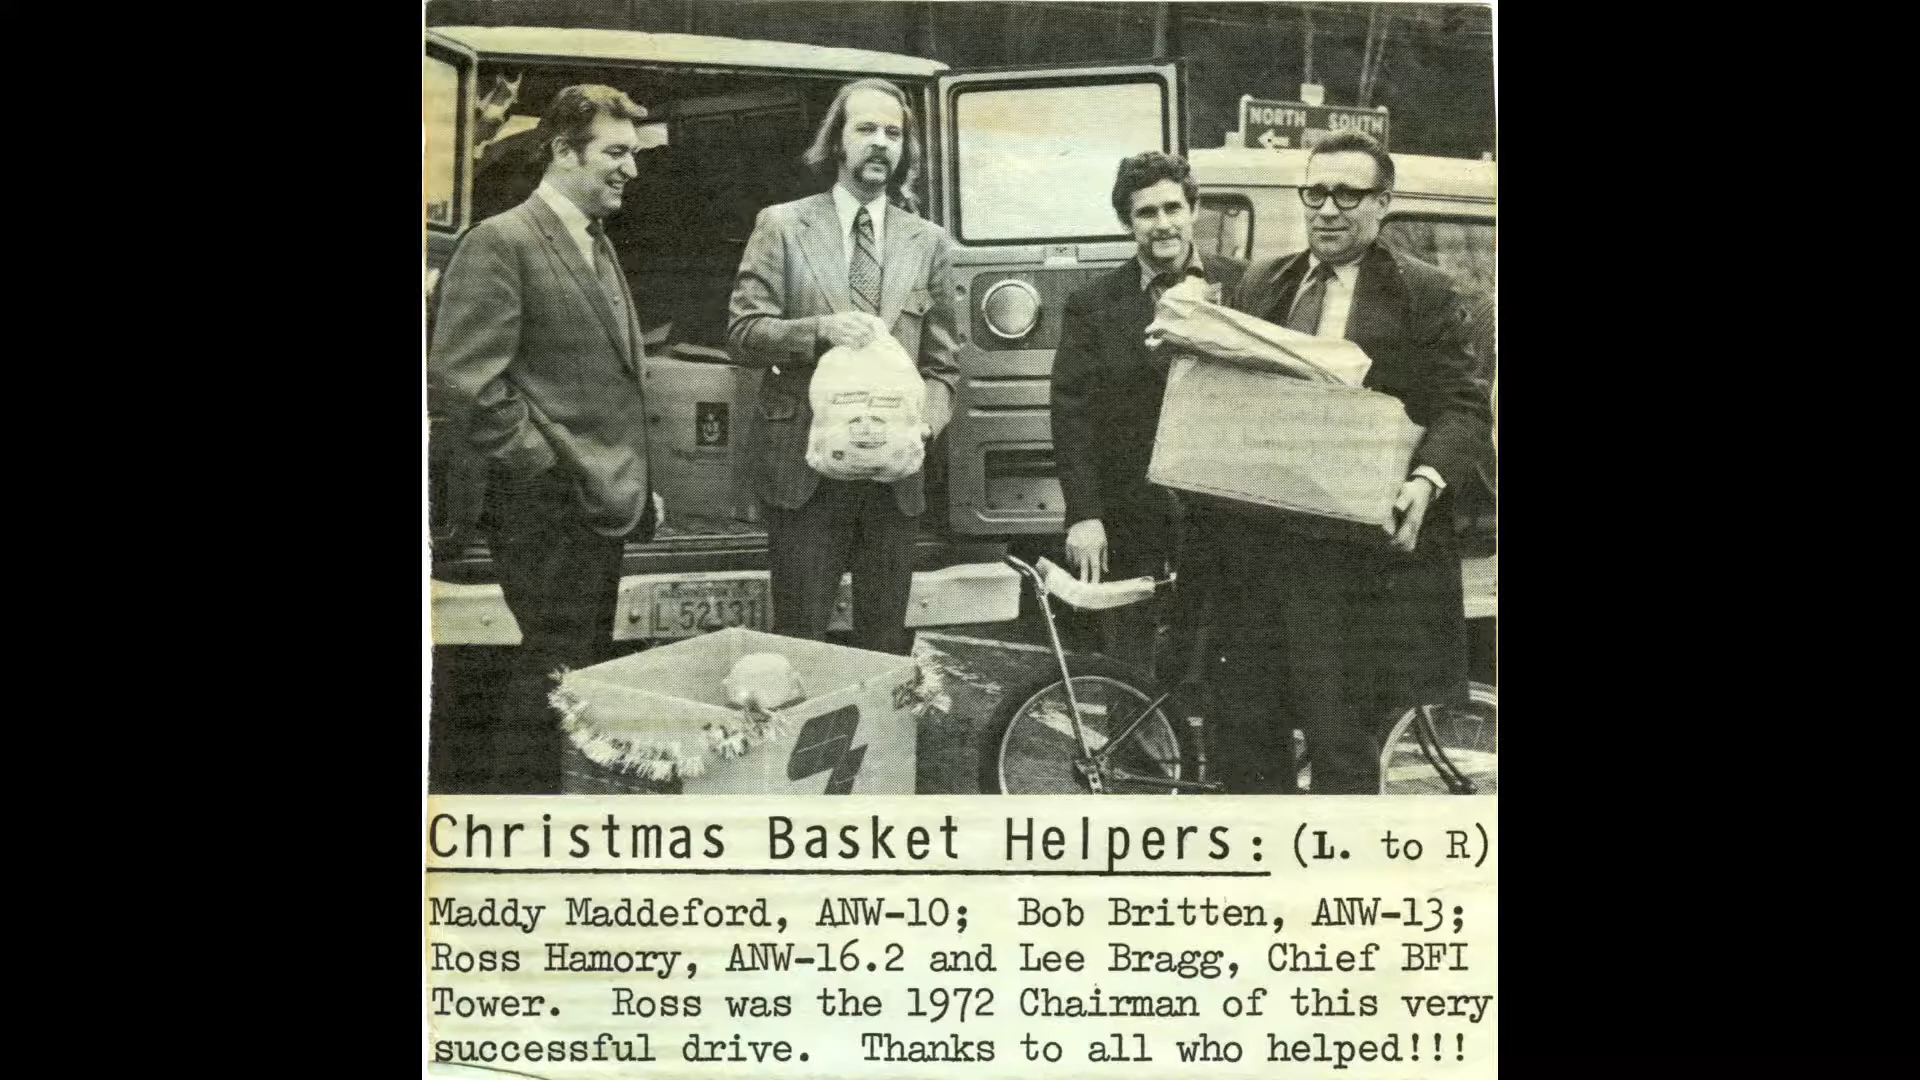 NORTH SOUTH
L 52131
Christmas Basket Helpers: (L. to R)
Maddy Maddeford, ANW-10; Bob Britten, ANW-13;
Ross Hamory, ANW-16.2 and Lee Bragg, Chief BFI
Tower. Ross was the 1972 Chairman of this very
successful drive. Thanks to all who helped!!!